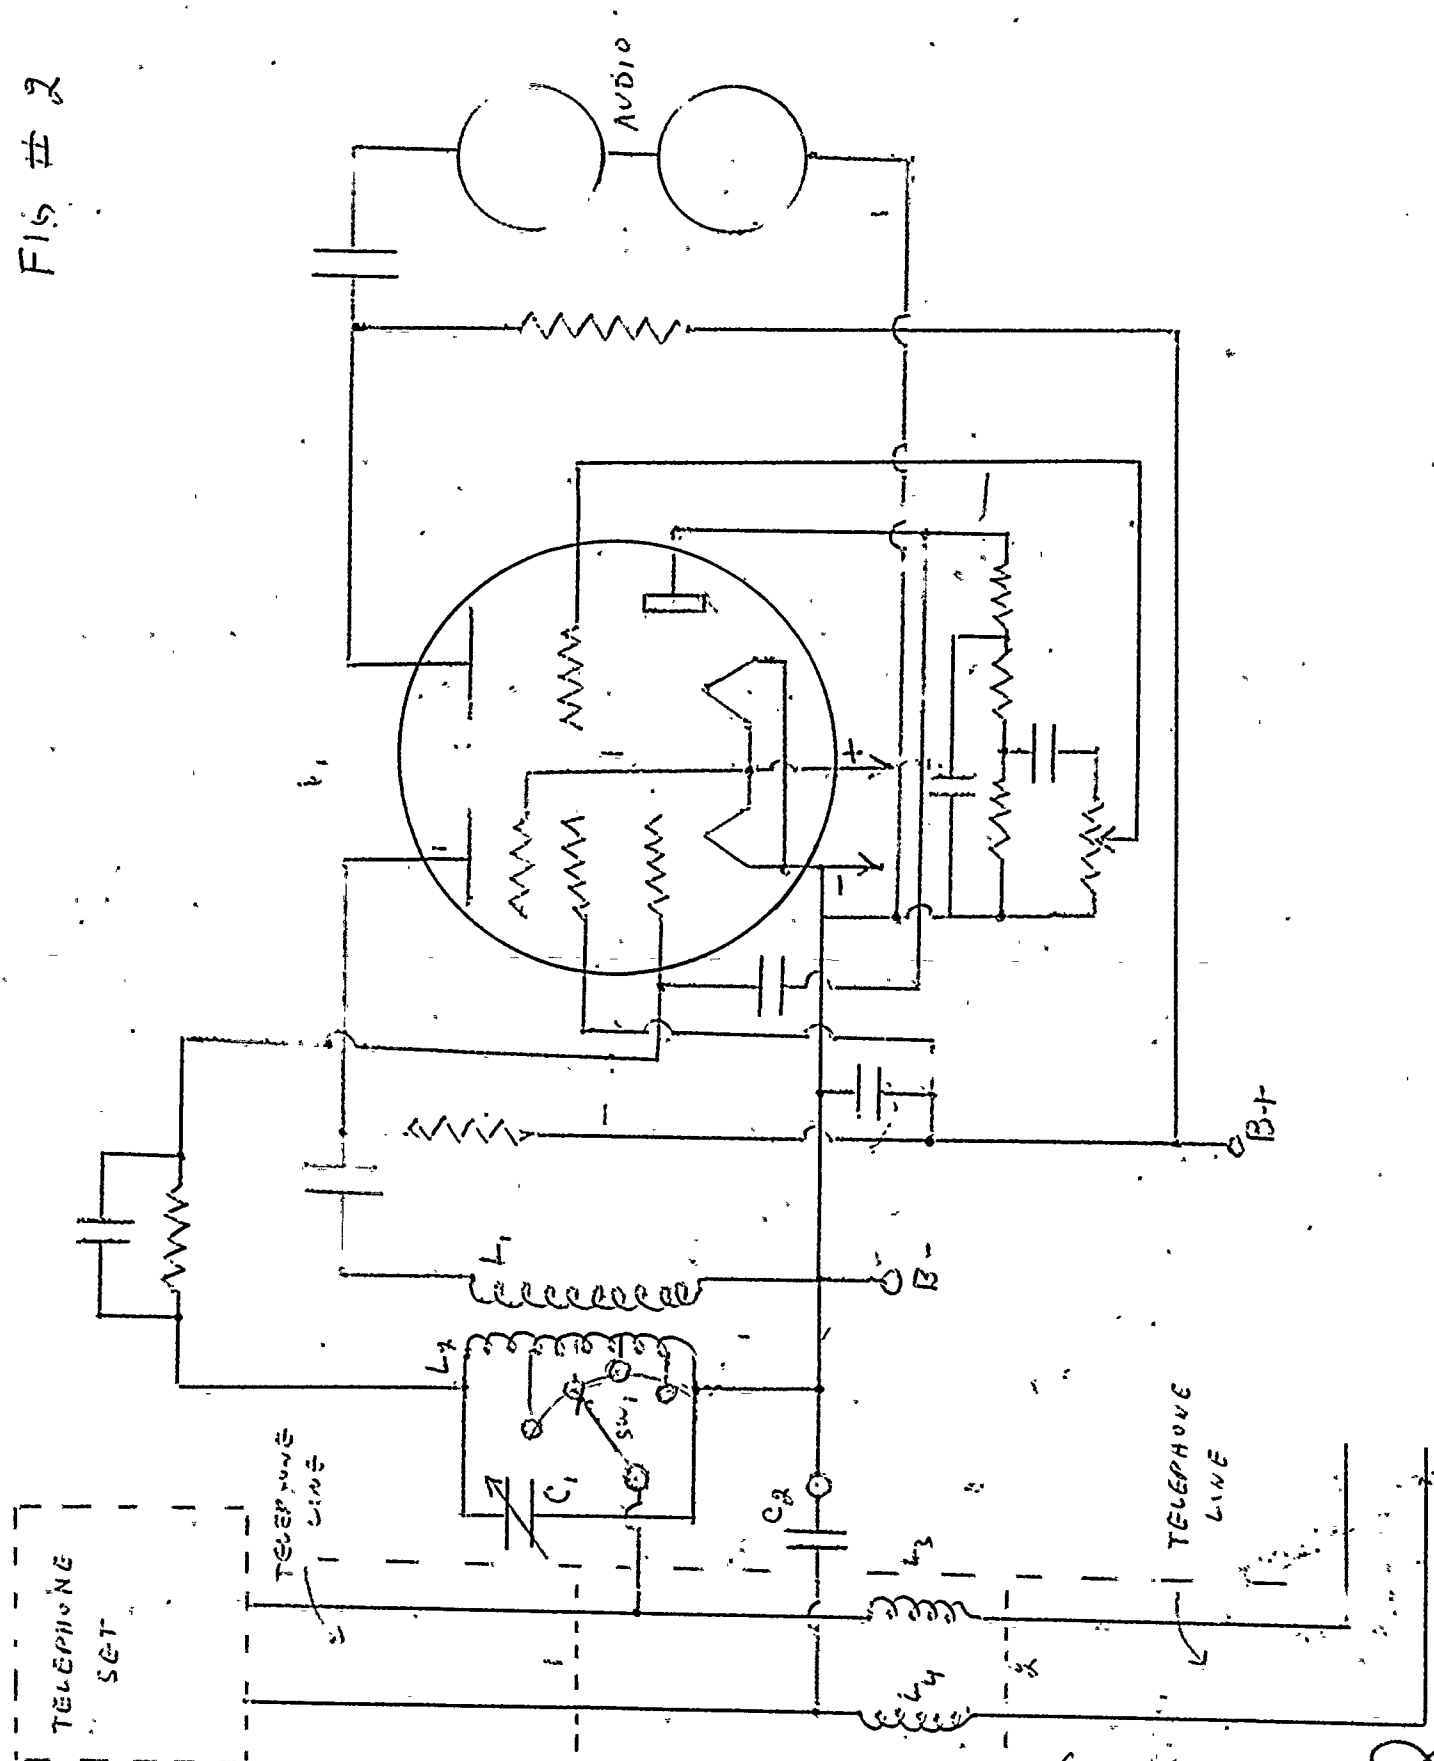 FIG # 2
AUDIO
+
-
B+
L1
B-
L2
SW1
C1
C2
TELEPHONE
LINE
TELEPHONE
SET
L3
L4
TELEPHONE
LINE